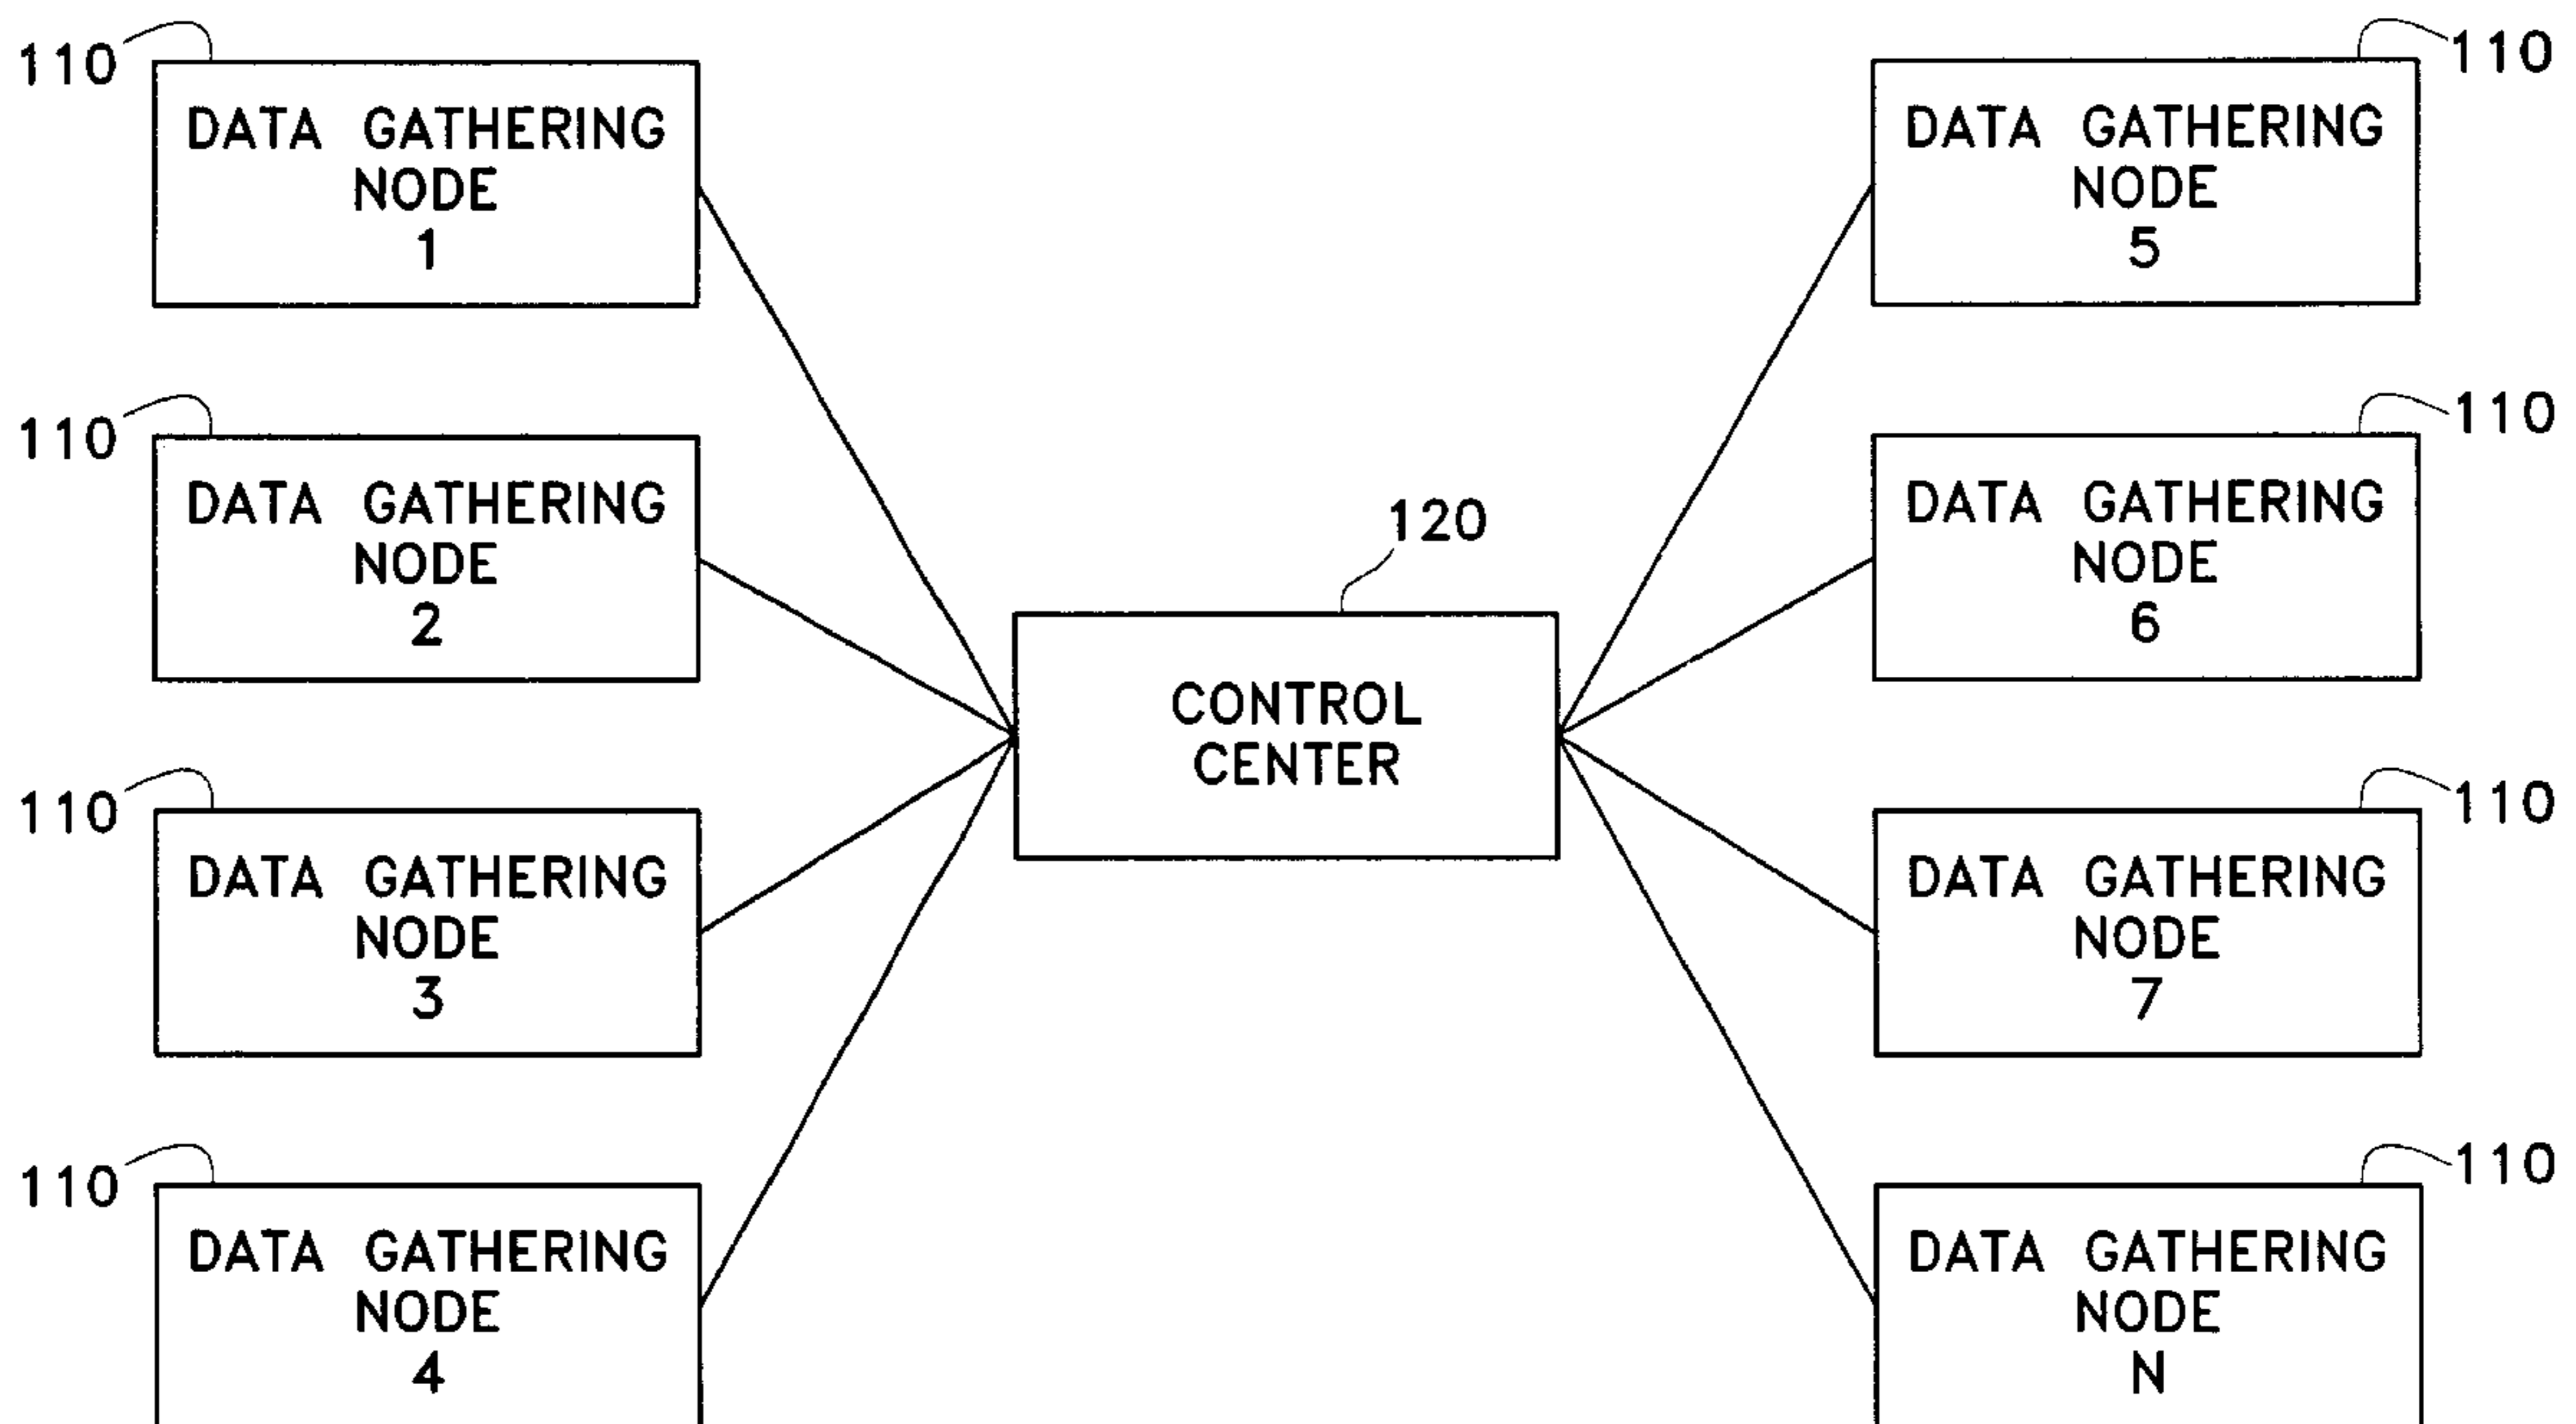 110
DATA GATHERING
NODE
1
110
DATA GATHERING
NODE
2
110
DATA GATHERING
NODE
3
110
DATA GATHERING
NODE
4
120
CONTROL
CENTER
110
DATA GATHERING
NODE
5
110
DATA GATHERING
NODE
6
110
DATA GATHERING
NODE
7
110
DATA GATHERING
NODE
N